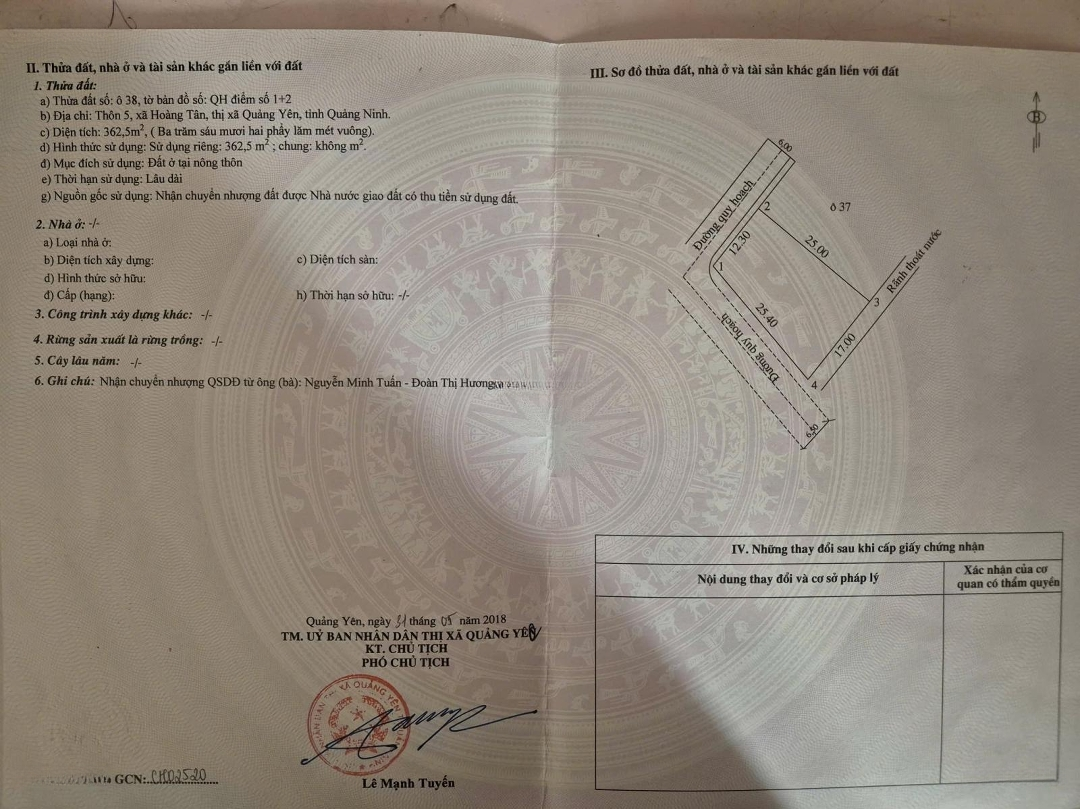 II. Thửa đất, nhà ở và tài sản khác gắn liền với đất
1. Thửa đất:
a) Thửa đất số: ô 38, tờ bản đồ số: QH điểm số 1+2
b) Địa chỉ: Thôn 5, xã Hoàng Tân, thị xã Quảng Yên, tỉnh Quảng Ninh.
c) Diện tích: 362,5m², ( Ba trăm sáu mươi hai phẩy lăm mét vuông).
d) Hình thức sử dụng: Sử dụng riêng: 362,5 m² ; chung: không m².
đ) Mục đích sử dụng: Đất ở tại nông thôn
e) Thời hạn sử dụng: Lâu dài
g) Nguồn gốc sử dụng: Nhận chuyển nhượng đất được Nhà nước giao đất có thu tiền sử dụng đất.
2. Nhà ở: -/-
a) Loại nhà ở:
b) Diện tích xây dựng:
c) Diện tích sàn:
d) Hình thức sở hữu:
đ) Cấp (hạng):
h) Thời hạn sở hữu: -/-
3. Công trình xây dựng khác: -/-
4. Rừng sản xuất là rừng trồng: -/-
5. Cây lâu năm: -/-
6. Ghi chú: Nhận chuyển nhượng QSDĐ từ ông (bà): Nguyễn Minh Tuấn - Đoàn Thị Hương
Quảng Yên, ngày 31 tháng 05 năm 2018
TM. UỶ BAN NHÂN DÂN THỊ XÃ QUẢNG YÊN
KT. CHỦ TỊCH
PHÓ CHỦ TỊCH
Lê Mạnh Tuyến
GCN: CH02520
III. Sơ đồ thửa đất, nhà ở và tài sản khác gắn liền với đất
B
6,00
Đường quy hoạch
2
ô 37
12.30
25.00
1
Rãnh thoát nước
3
25.40
Đường quy hoạch
17.00
4
6,50
IV. Những thay đổi sau khi cấp giấy chứng nhận
Nội dung thay đổi và cơ sở pháp lý
Xác nhận của cơ
quan có thẩm quyền